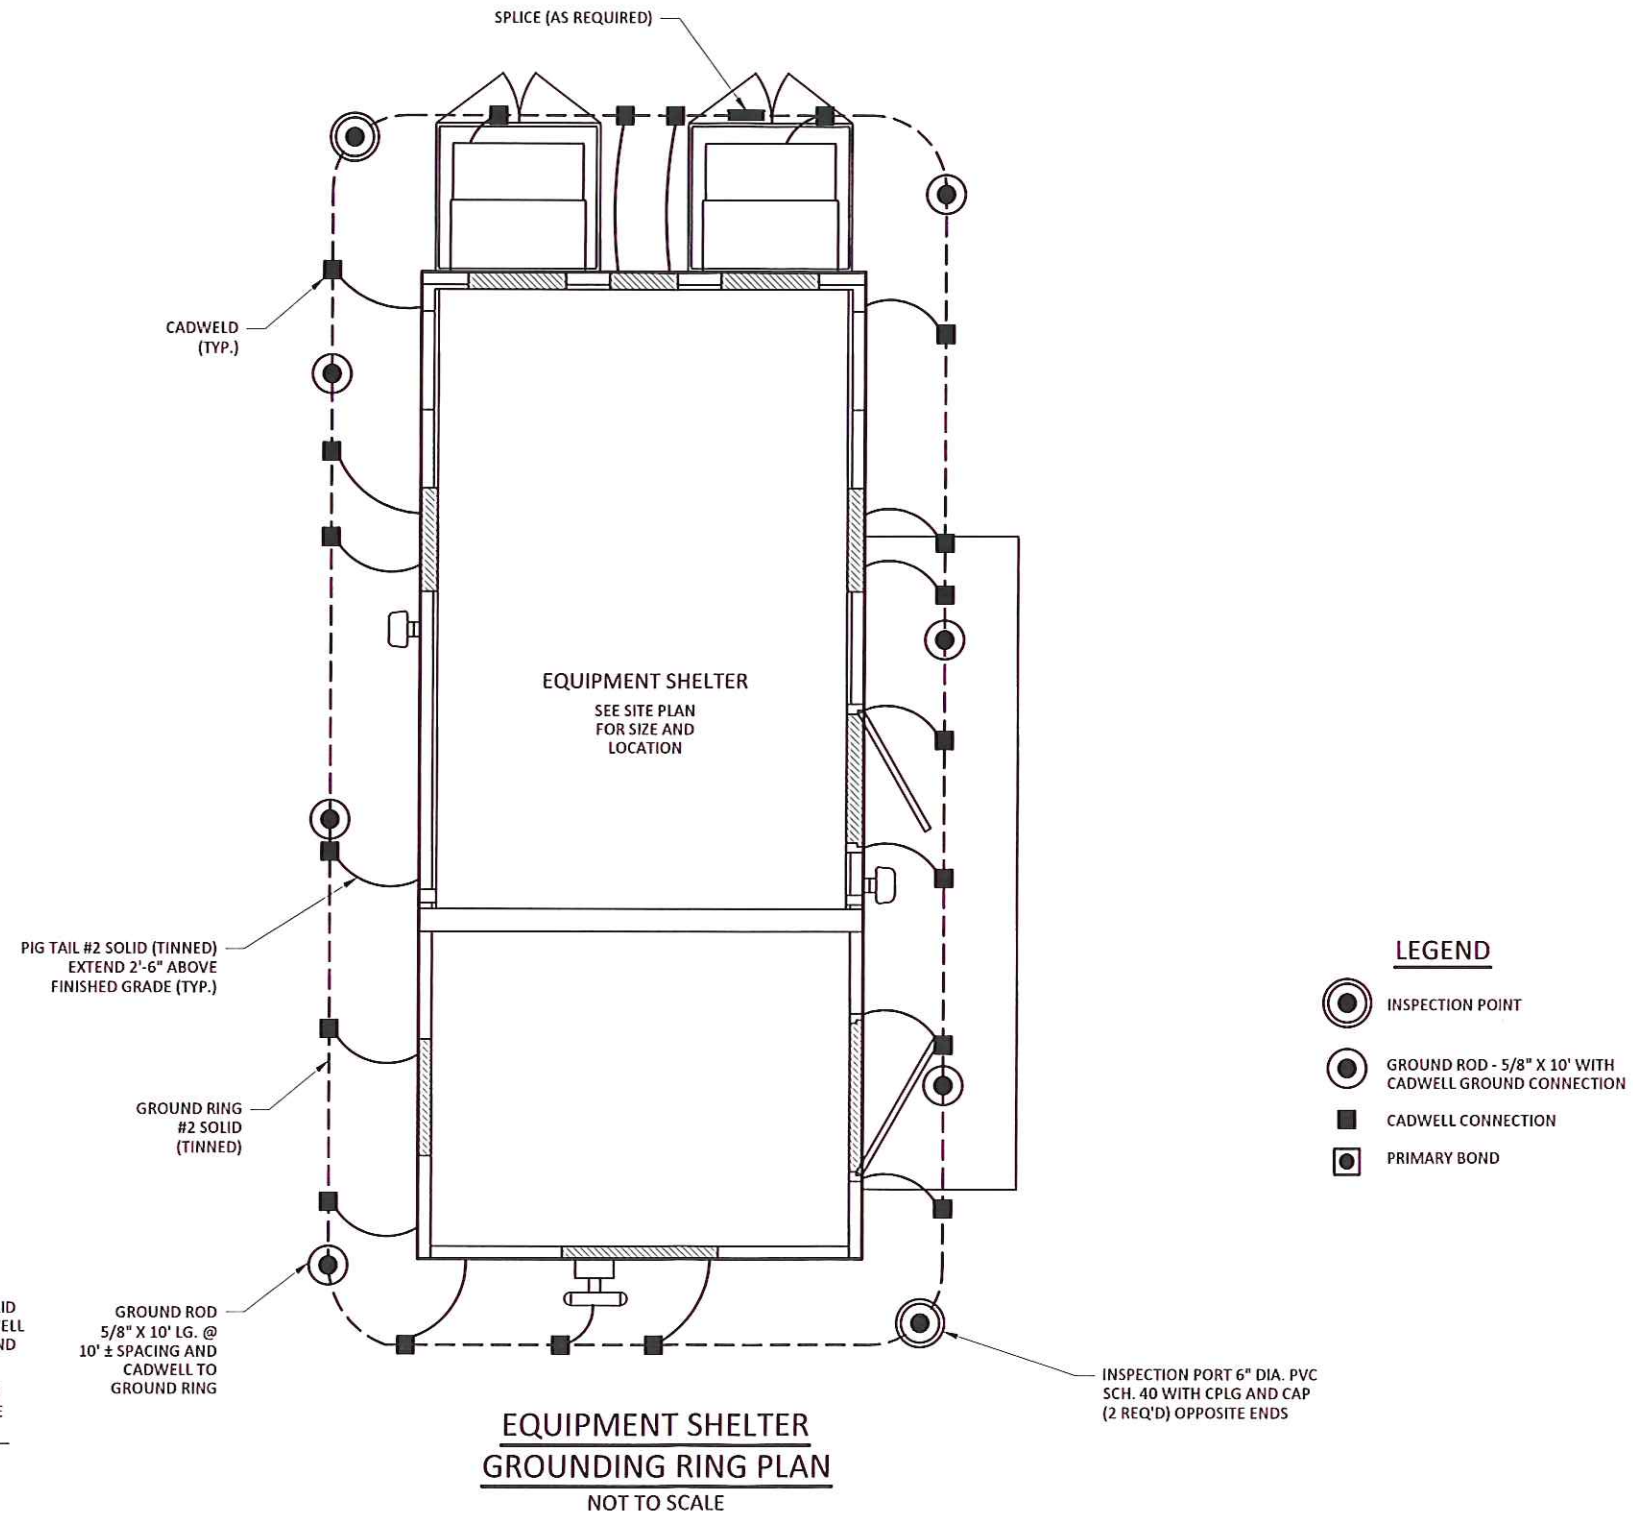 SPLICE (AS REQUIRED)
CADWELD
(TYP.)
EQUIPMENT SHELTER
SEE SITE PLAN
FOR SIZE AND
LOCATION
PIG TAIL #2 SOLID (TINNED)
EXTEND 2'-6" ABOVE
FINISHED GRADE (TYP.)
GROUND RING
#2 SOLID
(TINNED)
GROUND ROD
5/8" X 10' LG. @
10' ± SPACING AND
CADWELL TO
GROUND RING
LEGEND
INSPECTION POINT
GROUND ROD - 5/8" X 10' WITH
CADWELL GROUND CONNECTION
CADWELL CONNECTION
PRIMARY BOND
INSPECTION PORT 6" DIA. PVC
SCH. 40 WITH CPLG AND CAP
(2 REQ'D) OPPOSITE ENDS
EQUIPMENT SHELTER
GROUNDING RING PLAN
NOT TO SCALE